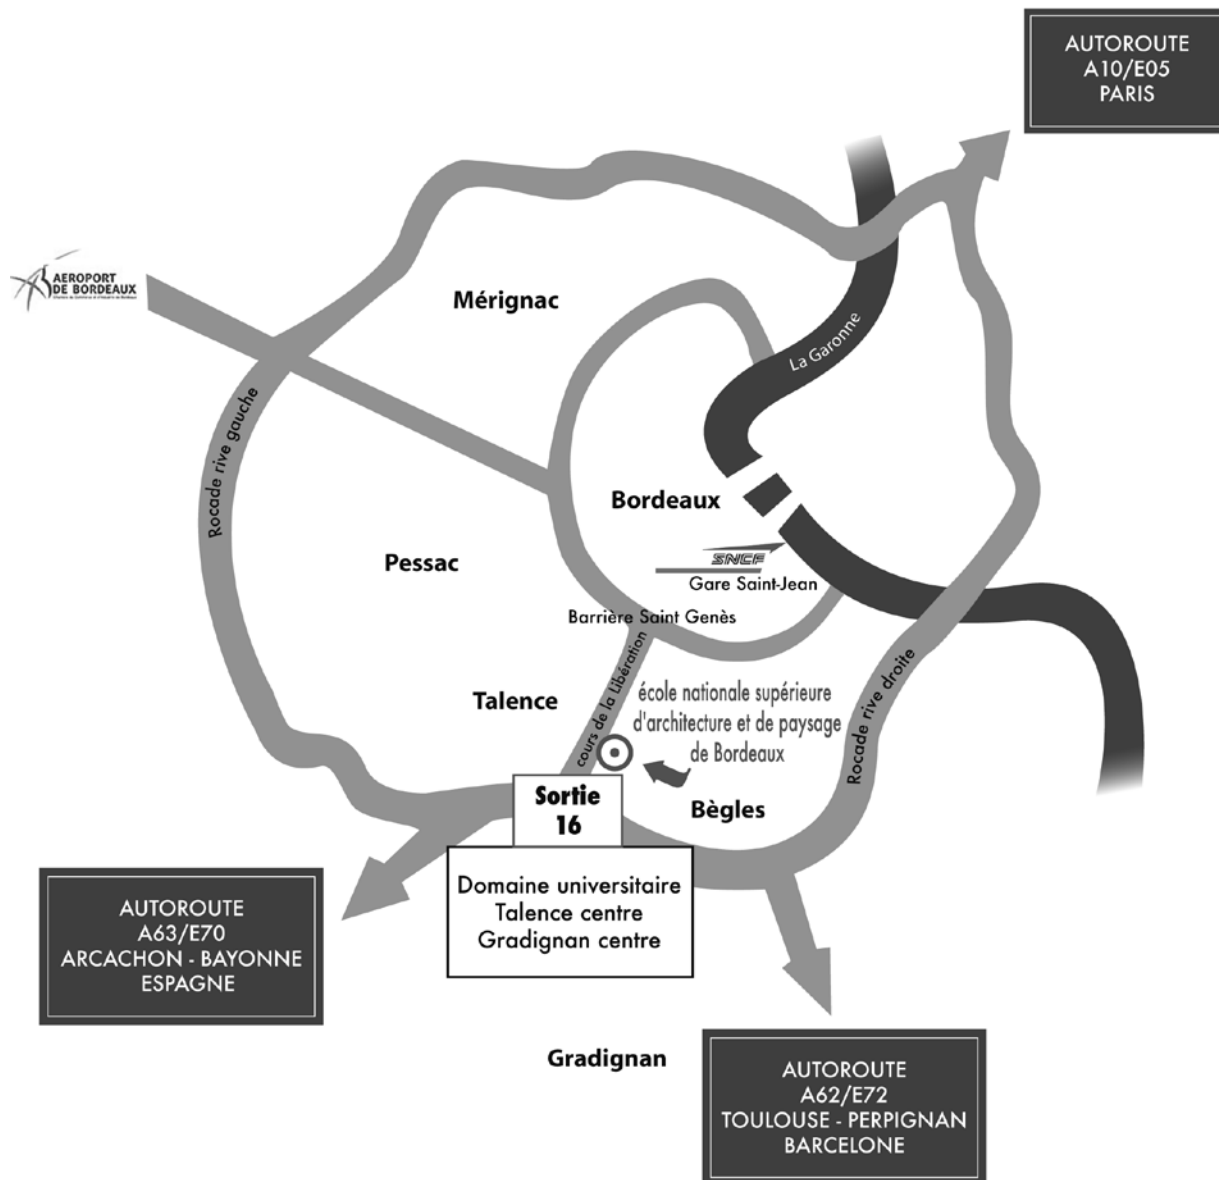 AUTOROUTE
A10/E05
PARIS
AEROPORT
DE BORDEAUX
Mérignac
La Garonne
Rocade rive gauche
Bordeaux
SNCF
Gare Saint-Jean
Pessac
Barrière Saint Genès
cours de la Libération
Talence
école nationale supérieure
d'architecture et de paysage
de Bordeaux
Rocade rive droite
Sortie
16
Bègles
Domaine universitaire
Talence centre
Gradignan centre
AUTOROUTE
A63/E70
ARCACHON - BAYONNE
ESPAGNE
Gradignan
AUTOROUTE
A62/E72
TOULOUSE - PERPIGNAN
BARCELONE